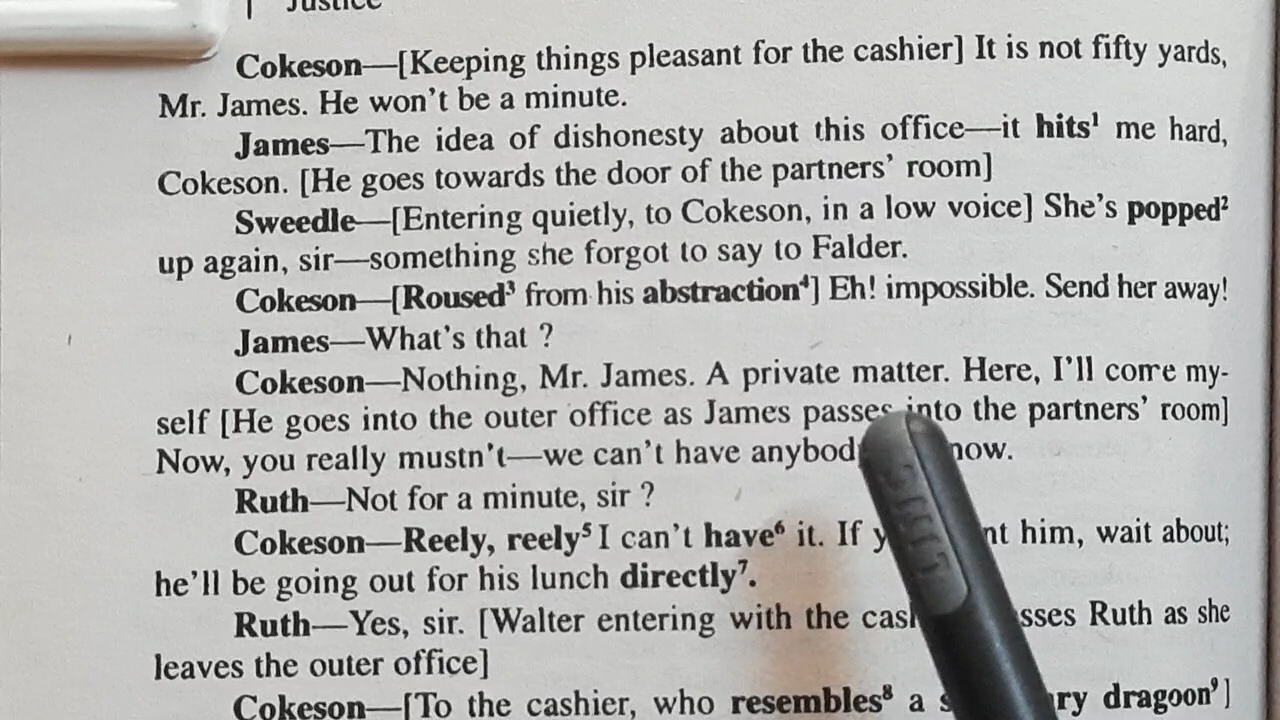 Justice
Cokeson—[Keeping things pleasant for the cashier] It is not fifty yards,
Mr. James. He won't be a minute.
James—The idea of dishonesty about this office—it hits¹ me hard,
Cokeson. [He goes towards the door of the partners' room]
Sweedle—[Entering quietly, to Cokeson, in a low voice] She's popped²
up again, sir—something she forgot to say to Falder.
Cokeson—[Roused³ from his abstraction⁴] Eh! impossible. Send her away!
James—What's that ?
Cokeson—Nothing, Mr. James. A private matter. Here, I'll come my-
self [He goes into the outer office as James passes into the partners' room]
Now, you really mustn't—we can't have anybod now.
Ruth—Not for a minute, sir ?
Cokeson—Reely, reely⁵ I can't have⁶ it. If him, wait about;
he'll be going out for his lunch directly⁷.
Ruth—Yes, sir. [Walter entering with the Ruth as she
leaves the outer office]
Cokeson—[To the cashier, who resembles⁸ a dragoon⁹]